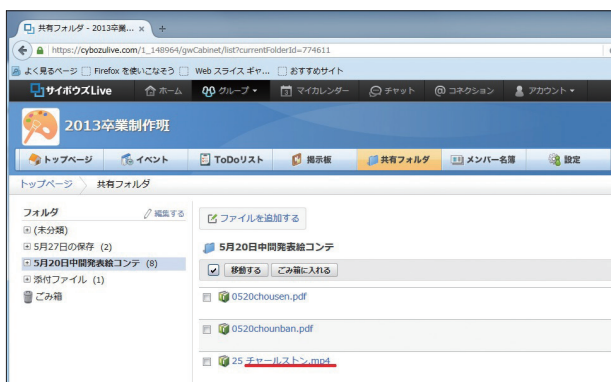 共有フォルダ - 2013卒業... × +
https://cybozulive.com/1_148964/gwCabinet/list?currentFolderId=774611
よく見るページ Firefox を使いこなそう Web スライス ギャ... おすすめサイト
サイボウズLive ホーム グループ マイカレンダー チャット コネクション アカウント
2013卒業制作班
トップページ イベント ToDoリスト 掲示板 共有フォルダ メンバー名簿 設定
トップページ 共有フォルダ
フォルダ 編集する
ファイルを追加する
(未分類)
5月27日の保存 (2)
5月20日中間発表絵コンテ (8)
添付ファイル (1)
ごみ箱
5月20日中間発表絵コンテ
移動する ごみ箱に入れる
0520chousen.pdf
0520chounban.pdf
25 チャールストン.mp4